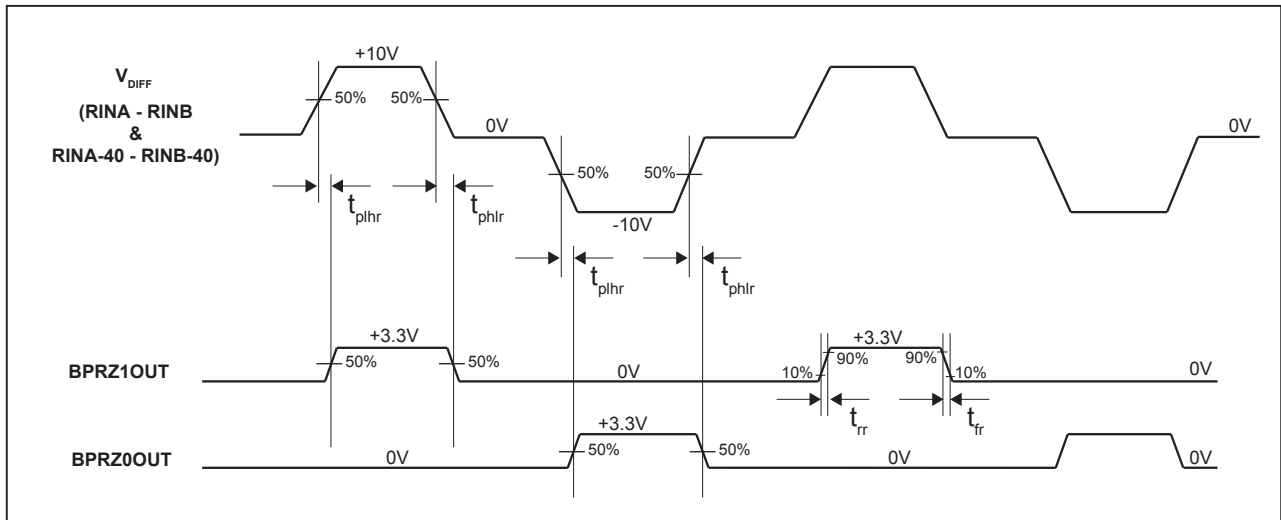 +10V
V_DIFF
(RINA - RINB
&
RINA-40 - RINB-40)
50%
50%
0V
0V
50%
50%
-10V
t_plhr
t_phlr
t_plhr
t_phlr
+3.3V
+3.3V
BPRZ1OUT
50%
50%
0V
10%
90%
90%
10%
0V
t_rr
t_fr
+3.3V
BPRZ0OUT
0V
50%
50%
0V
0V